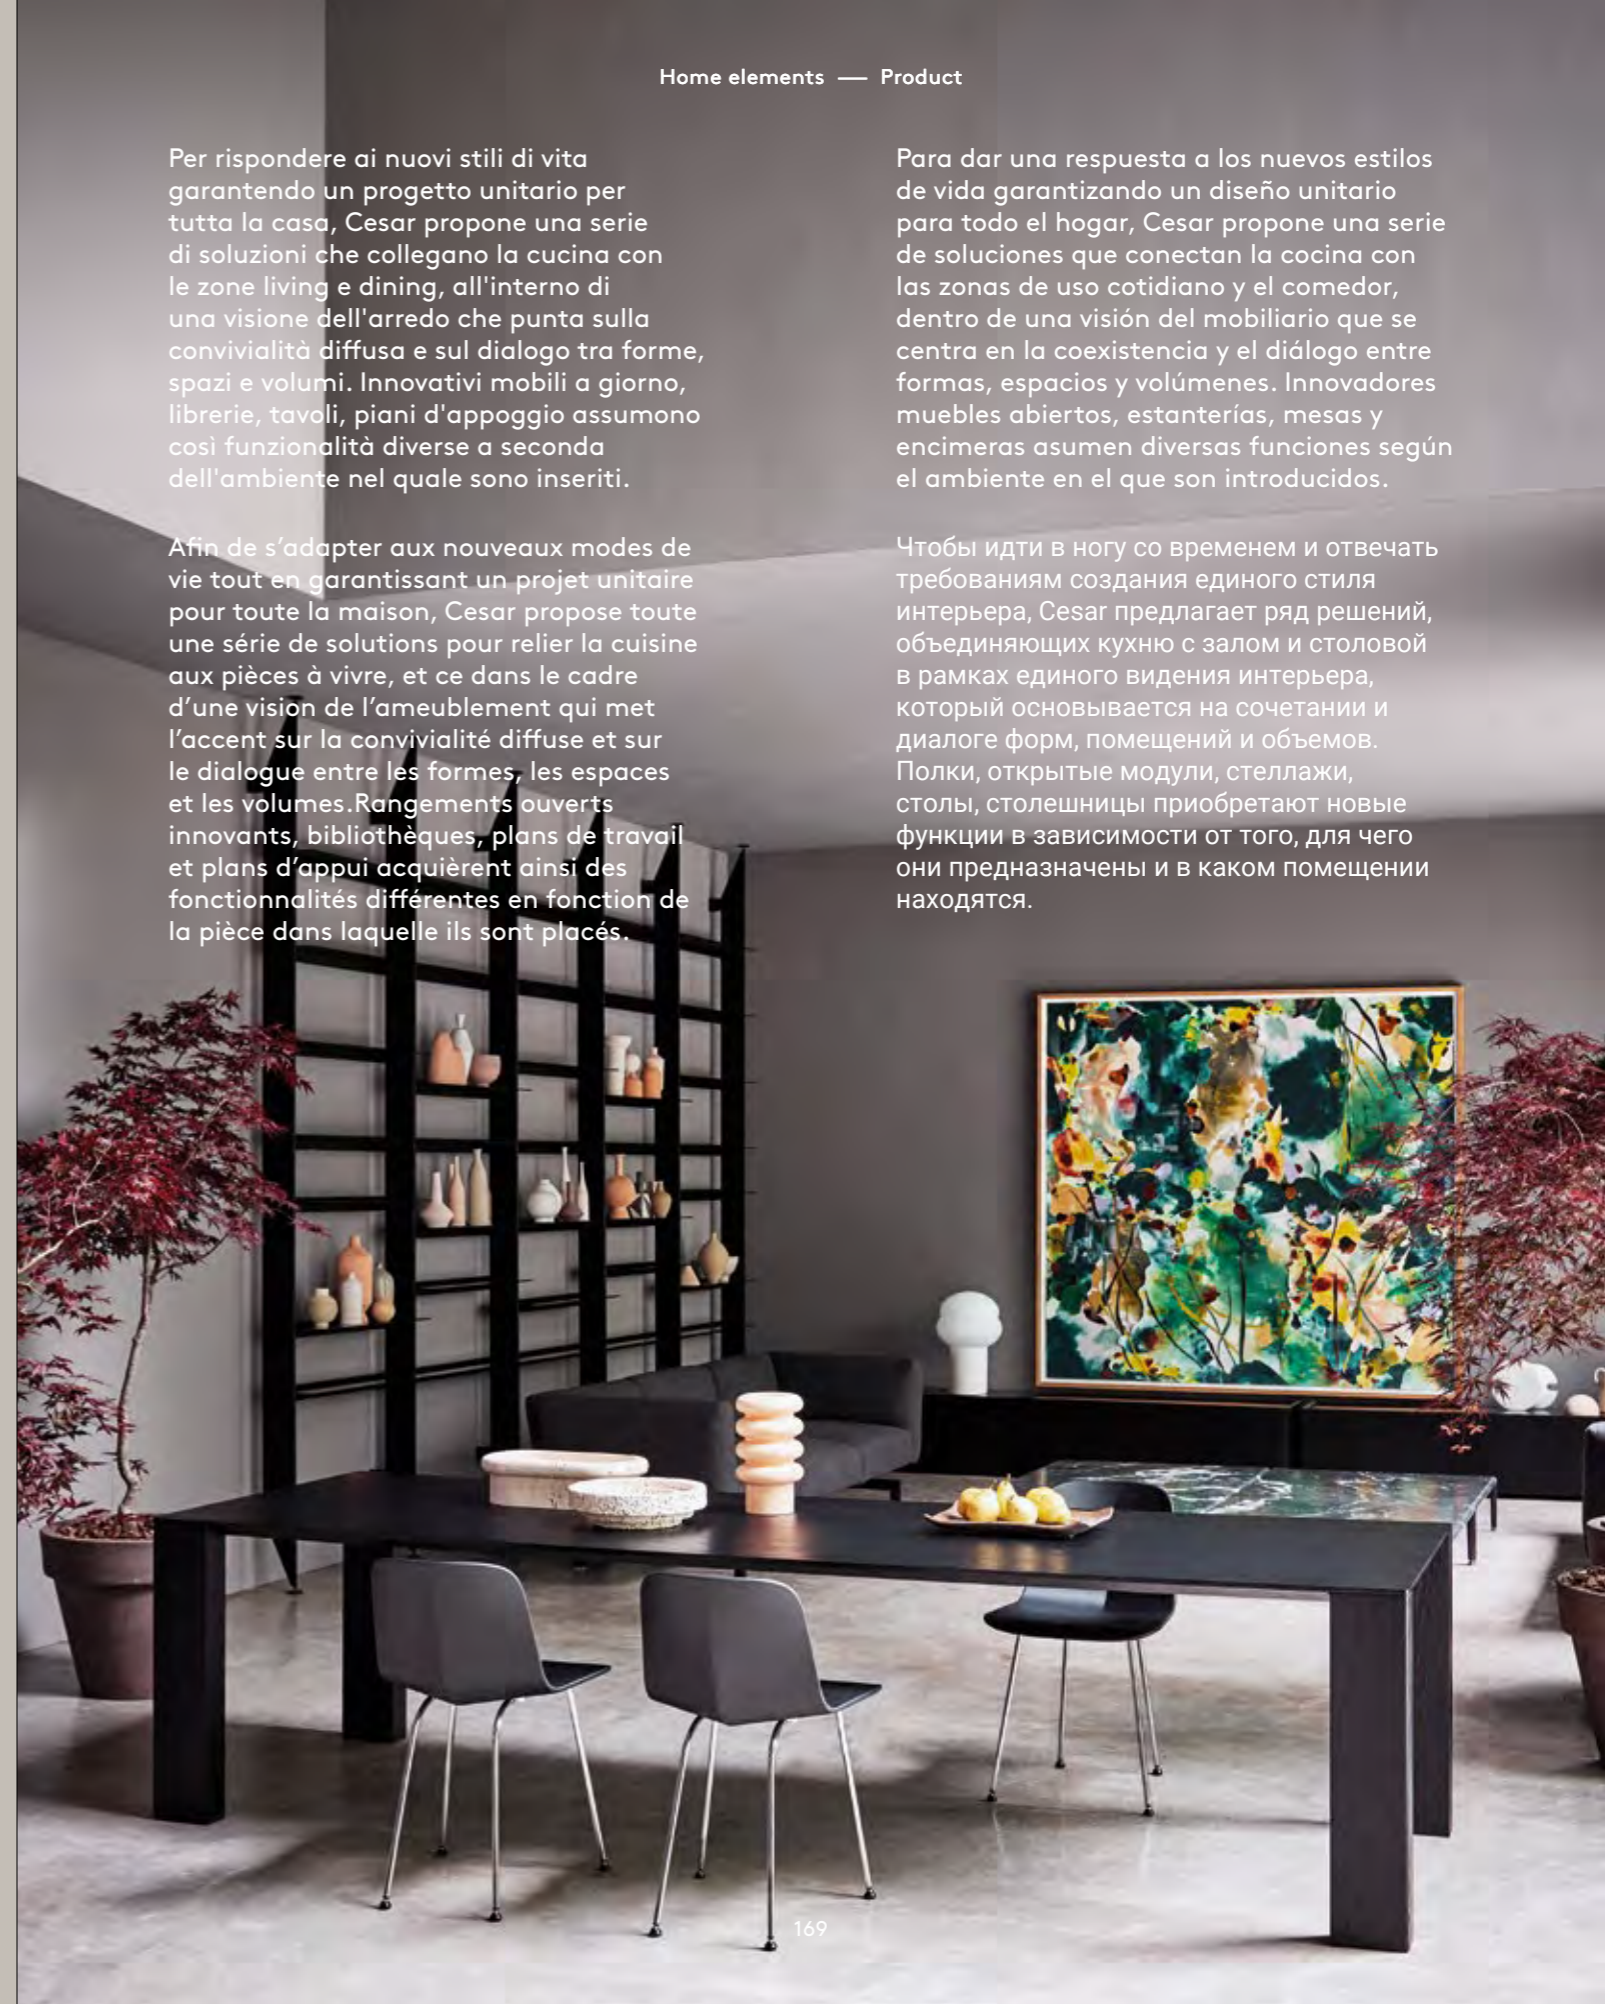 Home elements — Product
Per rispondere ai nuovi stili di vita
garantendo un progetto unitario per
tutta la casa, Cesar propone una serie
di soluzioni che collegano la cucina con
le zone living e dining, all'interno di
una visione dell'arredo che punta sulla
convivialità diffusa e sul dialogo tra forme,
spazi e volumi. Innovativi mobili a giorno,
librerie, tavoli, piani d'appoggio assumono
così funzionalità diverse a seconda
dell'ambiente nel quale sono inseriti.
Afin de s’adapter aux nouveaux modes de
vie tout en garantissant un projet unitaire
pour toute la maison, Cesar propose toute
une série de solutions pour relier la cuisine
aux pièces à vivre, et ce dans le cadre
d’une vision de l’ameublement qui met
l’accent sur la convivialité diffuse et sur
le dialogue entre les formes, les espaces
et les volumes.Rangements ouverts
innovants, bibliothèques, plans de travail
et plans d’appui acquièrent ainsi des
fonctionnalités différentes en fonction de
la pièce dans laquelle ils sont placés.
Para dar una respuesta a los nuevos estilos
de vida garantizando un diseño unitario
para todo el hogar, Cesar propone una serie
de soluciones que conectan la cocina con
las zonas de uso cotidiano y el comedor,
dentro de una visión del mobiliario que se
centra en la coexistencia y el diálogo entre
formas, espacios y volúmenes. Innovadores
muebles abiertos, estanterías, mesas y
encimeras asumen diversas funciones según
el ambiente en el que son introducidos.
Чтобы идти в ногу со временем и отвечать
требованиям создания единого стиля
интерьера, Cesar предлагает ряд решений,
объединяющих кухню с залом и столовой
в рамках единого видения интерьера,
который основывается на сочетании и
диалоге форм, помещений и объемов.
Полки, открытые модули, стеллажи,
столы, столешницы приобретают новые
функции в зависимости от того, для чего
они предназначены и в каком помещении
находятся.
169